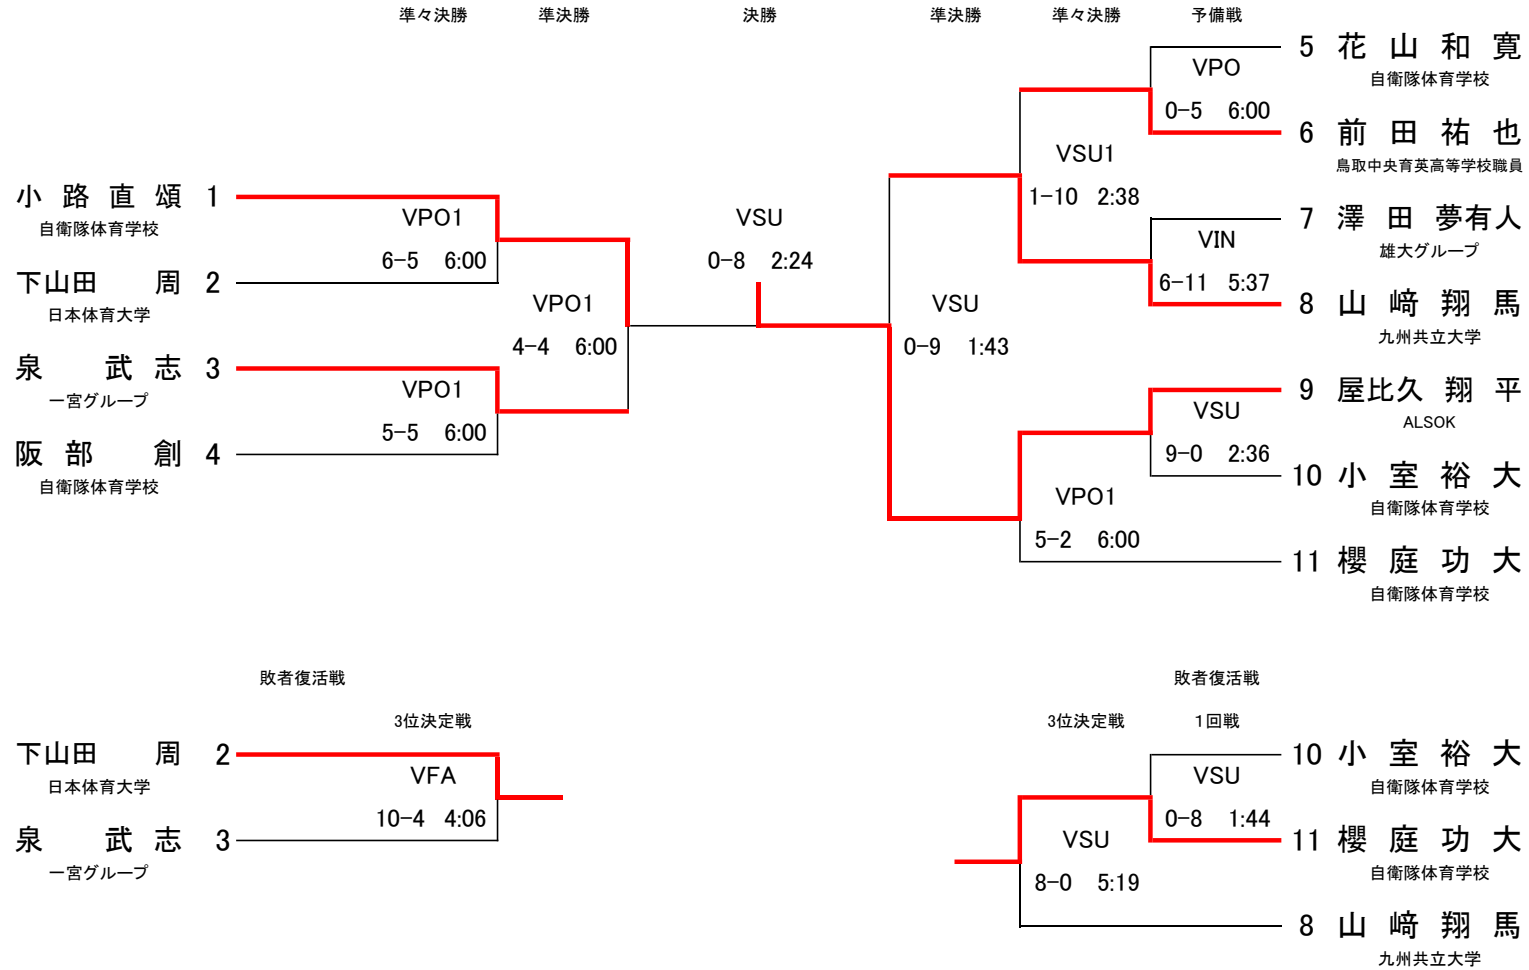 準々決勝 準決勝 決勝 準決勝 準々決勝 予備戦
5 花山和寛
VPO
自衛隊体育学校
0-5 6:00
6 前田祐也
VSU1
鳥取中央育英高等学校職員
小路直頌 1
1-10 2:38
VPO1
VSU
7 澤田夢有人
自衛隊体育学校
VIN
雄大グループ
6-5 6:00
0-8 2:24
下山田 周 2
6-11 5:37
日本体育大学
VPO1
VSU
8 山﨑翔馬
九州共立大学
4-4 6:00
0-9 1:43
泉 武志 3
一宮グループ
VPO1
9 屋比久翔平
VSU
ALSOK
5-5 6:00
9-0 2:36
阪部 創 4
自衛隊体育学校
10 小室裕大
VPO1
自衛隊体育学校
5-2 6:00
11 櫻庭功大
自衛隊体育学校
敗者復活戦 敗者復活戦
3位決定戦 3位決定戦 1回戦
下山田 周 2
日本体育大学
VFA
10 小室裕大
VSU
自衛隊体育学校
10-4 4:06
0-8 1:44
泉 武志 3
一宮グループ
VSU
11 櫻庭功大
自衛隊体育学校
8-0 5:19
8 山﨑翔馬
九州共立大学